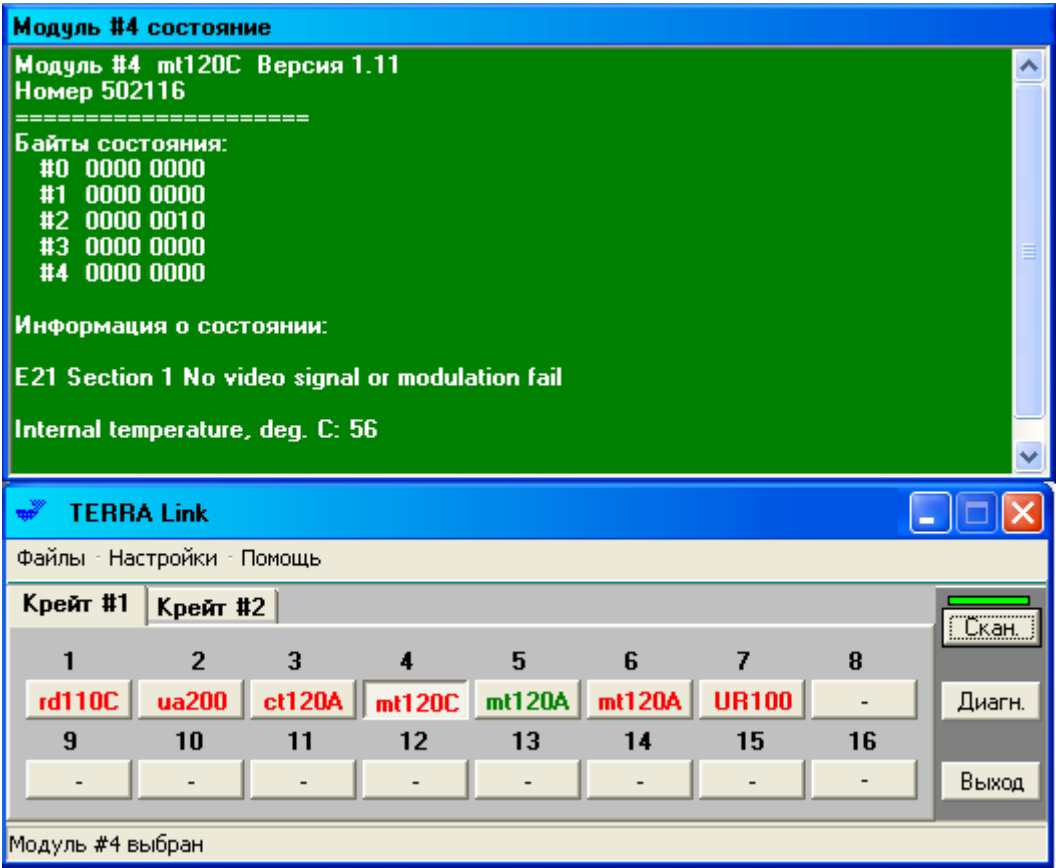 Модуль #4 состояние
Модуль #4 mt120C Версия 1.11
Номер 502116
=====================
Байты состояния:
#0 0000 0000
#1 0000 0000
#2 0000 0010
#3 0000 0000
#4 0000 0000
Информация о состоянии:
E21 Section 1 No video signal or modulation fail
Internal temperature, deg. C: 56
TERRA Link
Файлы - Настройки - Помощь
Крейт #1 Крейт #2
Скан.
1 2 3 4 5 6 7 8
rd110C ua200 ct120A mt120C mt120A mt120A UR100 -
Диагн.
9 10 11 12 13 14 15 16
- - - - - - - -
Выход
Модуль #4 выбран